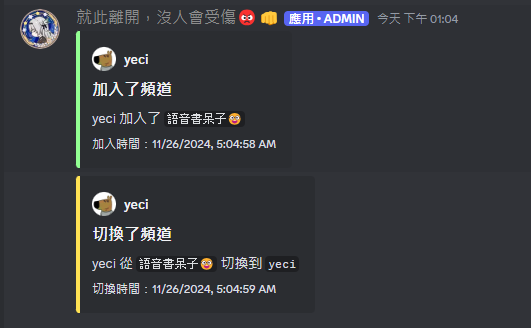 就此離開，沒人會受傷😡👊 應用 • ADMIN 今天 下午 01:04
yeci
加入了頻道
yeci 加入了 語音書呆子🤪
加入時間：11/26/2024, 5:04:58 AM
yeci
切換了頻道
yeci 從 語音書呆子🤪 切換到 yeci
切換時間：11/26/2024, 5:04:59 AM